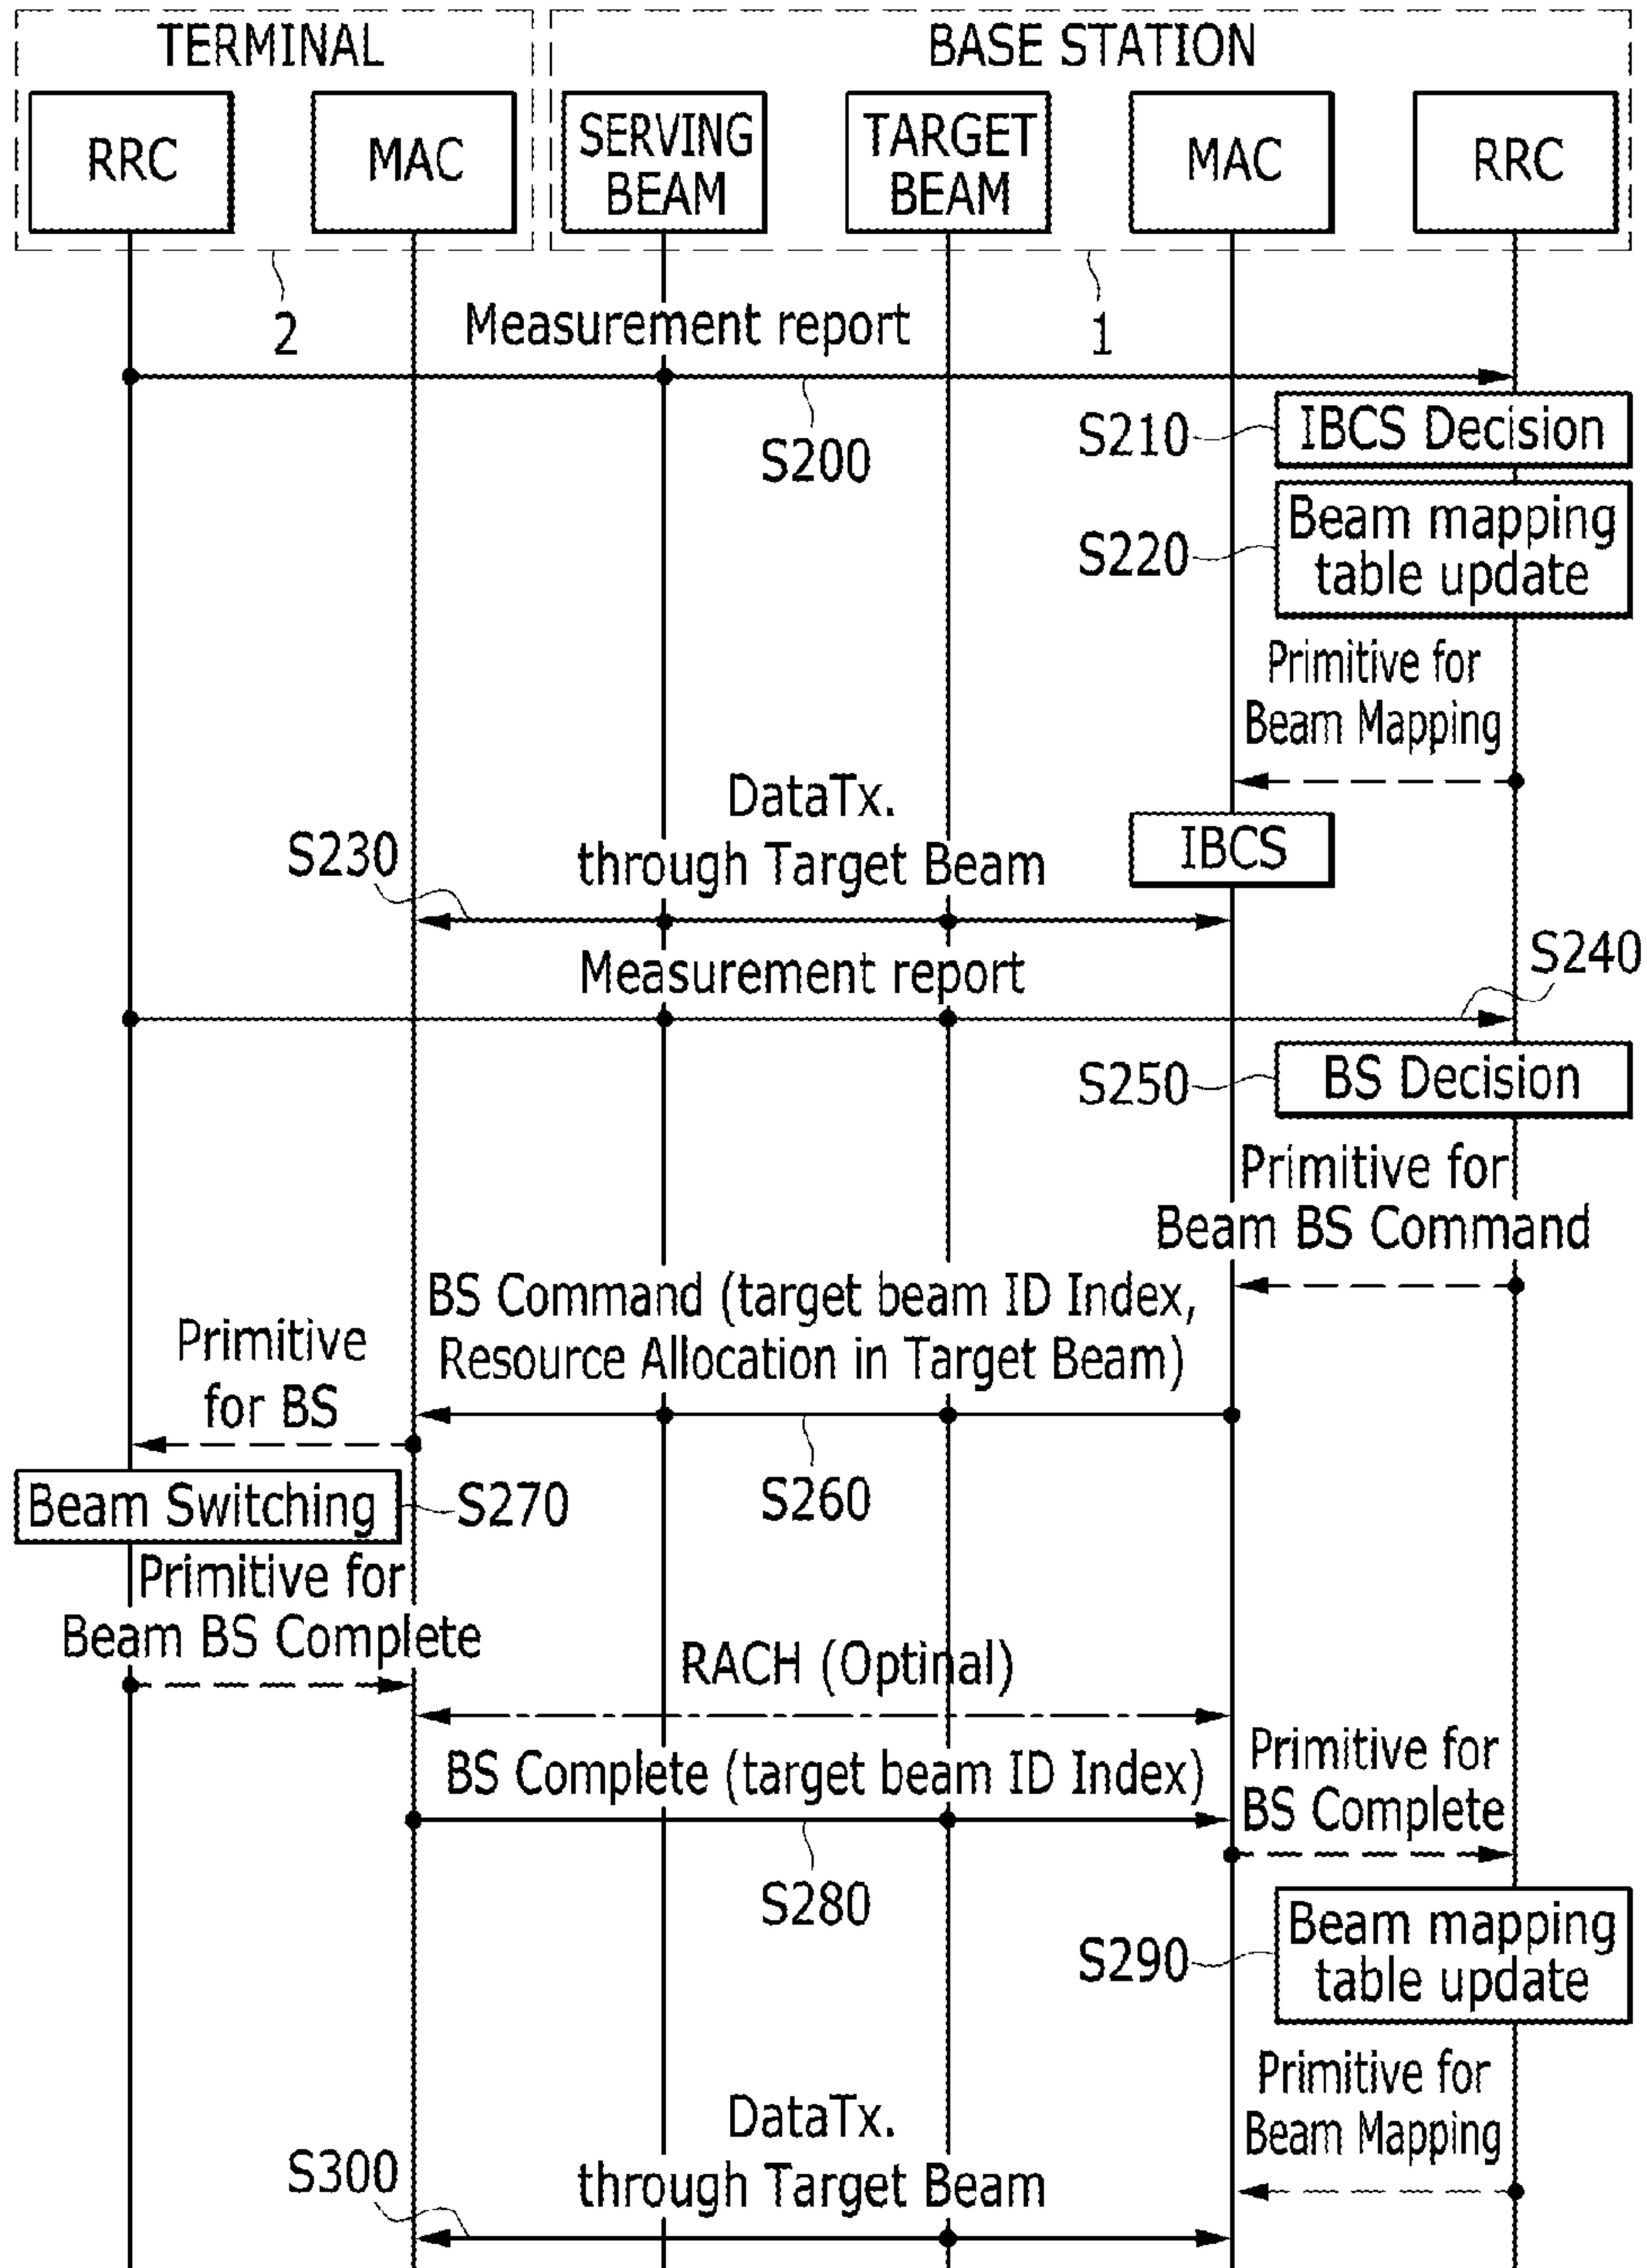 TERMINAL
BASE STATION
RRC
MAC
SERVING
BEAM
TARGET
BEAM
MAC
RRC
2
1
Measurement report
S200
S210
IBCS Decision
S220
Beam mapping
table update
Primitive for
Beam Mapping
DataTx.
through Target Beam
S230
IBCS
Measurement report
S240
S250
BS Decision
Primitive for
Beam BS Command
BS Command (target beam ID Index,
Resource Allocation in Target Beam)
Primitive
for BS
S260
Beam Switching
S270
Primitive for
Beam BS Complete
RACH (Optinal)
BS Complete (target beam ID Index)
Primitive for
BS Complete
S280
S290
Beam mapping
table update
Primitive for
Beam Mapping
DataTx.
through Target Beam
S300